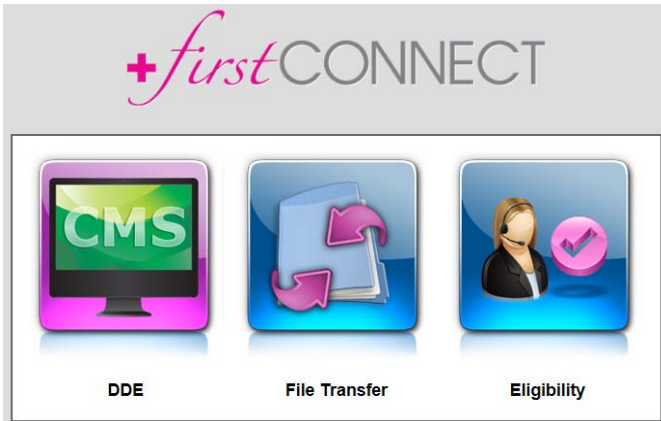 +firstCONNECT
CMS
DDE
File Transfer
Eligibility